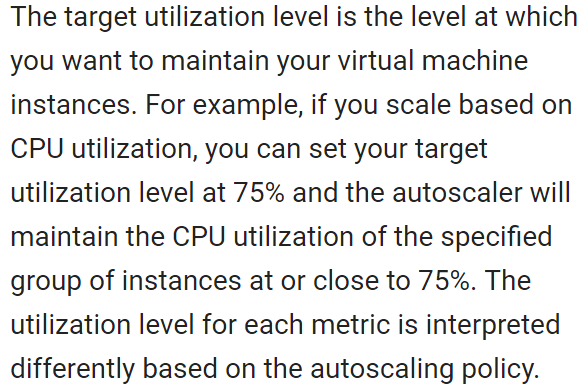 The target utilization level is the level at which
you want to maintain your virtual machine
instances. For example, if you scale based on
CPU utilization, you can set your target
utilization level at 75% and the autoscaler will
maintain the CPU utilization of the specified
group of instances at or close to 75%. The
utilization level for each metric is interpreted
differently based on the autoscaling policy.